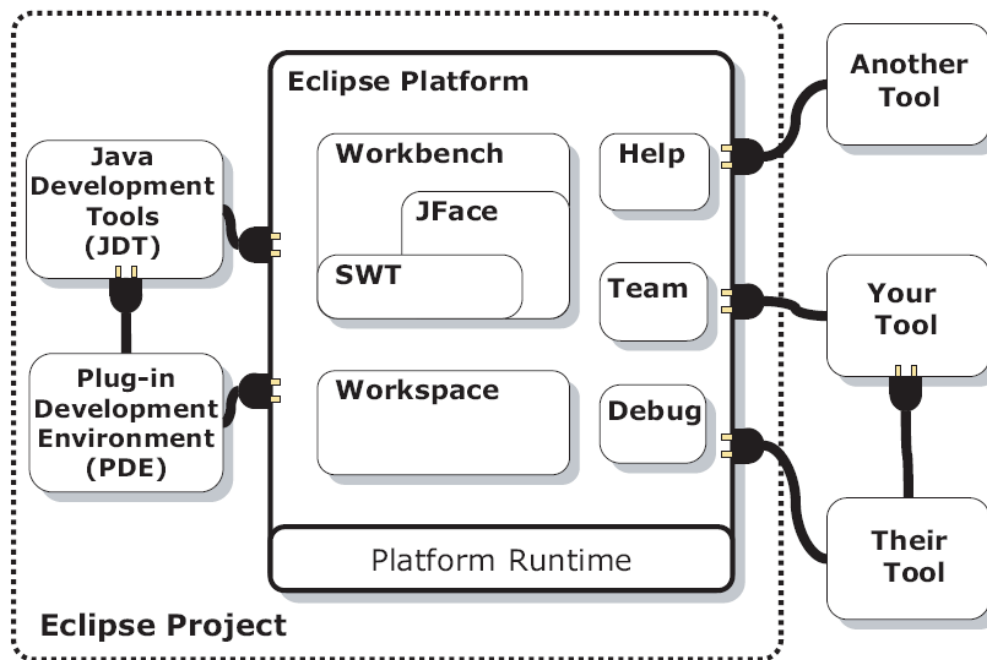 Eclipse Platform
Another
Tool
Java
Development
Tools
(JDT)
Workbench
JFace
SWT
Help
Team
Your
Tool
Plug-in
Development
Environment
(PDE)
Workspace
Debug
Their
Tool
Platform Runtime
Eclipse Project